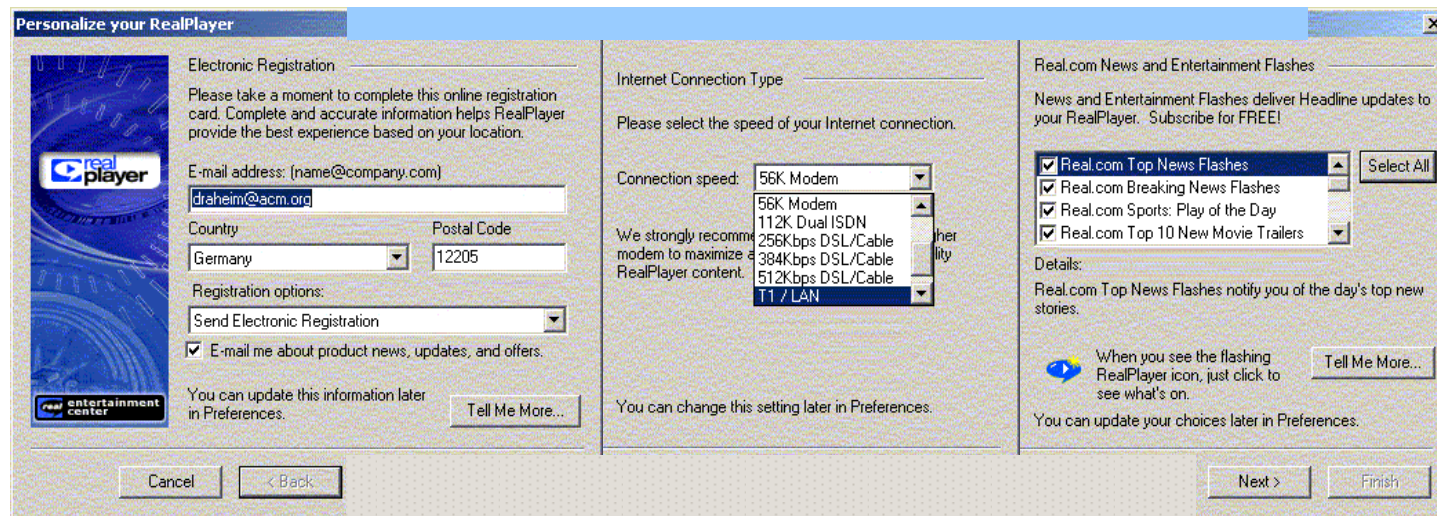 Personalize your RealPlayer
real
player
real entertainment
center
Electronic Registration
Please take a moment to complete this online registration
card. Complete and accurate information helps RealPlayer
provide the best experience based on your location.
E-mail address: (name@company.com)
draheim@acm.org
Country
Postal Code
Germany
12205
Registration options:
Send Electronic Registration
E-mail me about product news, updates, and offers.
You can update this information later
in Preferences.
Tell Me More...
Internet Connection Type
Please select the speed of your Internet connection.
Connection speed:
56K Modem
56K Modem
112K Dual ISDN
256Kbps DSL/Cable
384Kbps DSL/Cable
512Kbps DSL/Cable
T1 / LAN
We strongly recomme her
modem to maximize a lity
RealPlayer content.
You can change this setting later in Preferences.
Real.com News and Entertainment Flashes
News and Entertainment Flashes deliver Headline updates to
your RealPlayer. Subscribe for FREE!
Real.com Top News Flashes
Real.com Breaking News Flashes
Real.com Sports: Play of the Day
Real.com Top 10 New Movie Trailers
Select All
Details:
Real.com Top News Flashes notify you of the day's top new
stories.
When you see the flashing
RealPlayer icon, just click to
see what's on.
Tell Me More...
You can update your choices later in Preferences.
Cancel
< Back
Next >
Finish